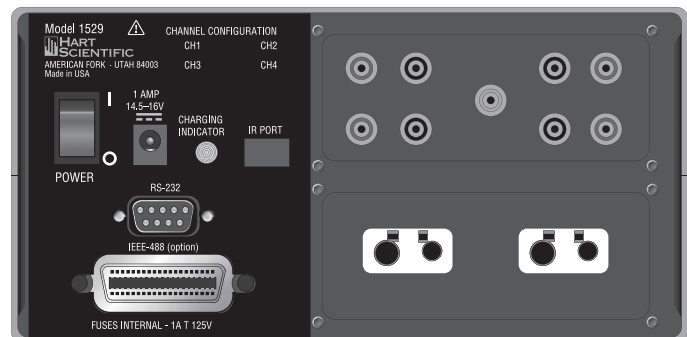 Model 1529
HART
SCIENTIFIC
AMERICAN FORK · UTAH 84003
Made in USA
CHANNEL CONFIGURATION
CH1 CH2
CH3 CH4
I
O
POWER
1 AMP
14.5–16V
CHARGING
INDICATOR
IR PORT
RS-232
IEEE-488 (option)
FUSES INTERNAL - 1A T 125V